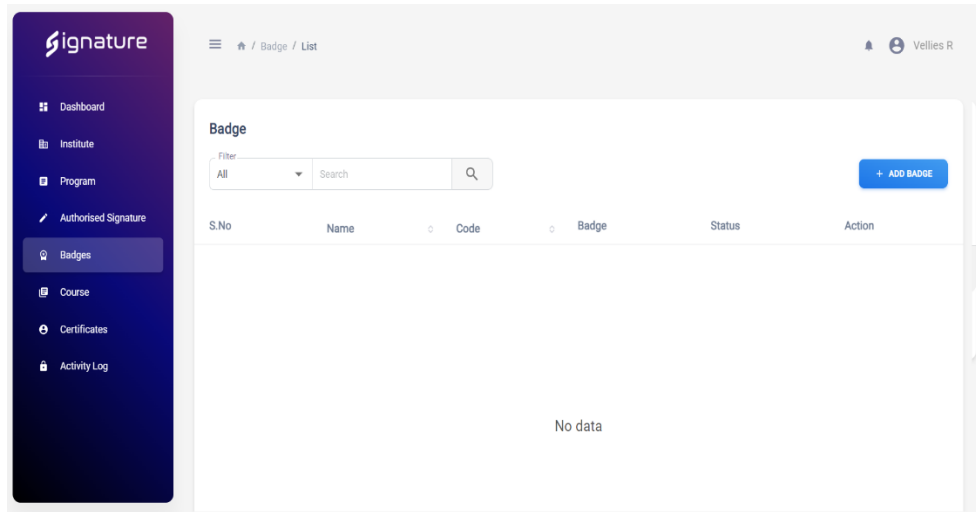 Signature
Dashboard
Institute
Program
Authorised Signature
Badges
Course
Certificates
Activity Log
/ Badge / List
Vellies R
Badge
Filter
All
Search
+ ADD BADGE
S.No Name Code Badge Status Action
No data